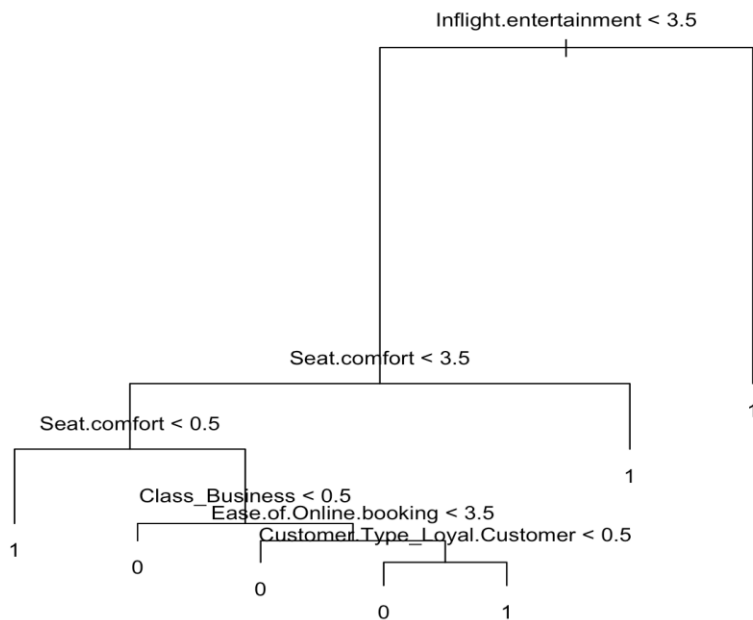 Inflight.entertainment < 3.5
Seat.comfort < 3.5
1
Seat.comfort < 0.5
1
Class_Business < 0.5
Ease.of.Online.booking < 3.5
Customer.Type_Loyal.Customer < 0.5
1
0
0
0
1